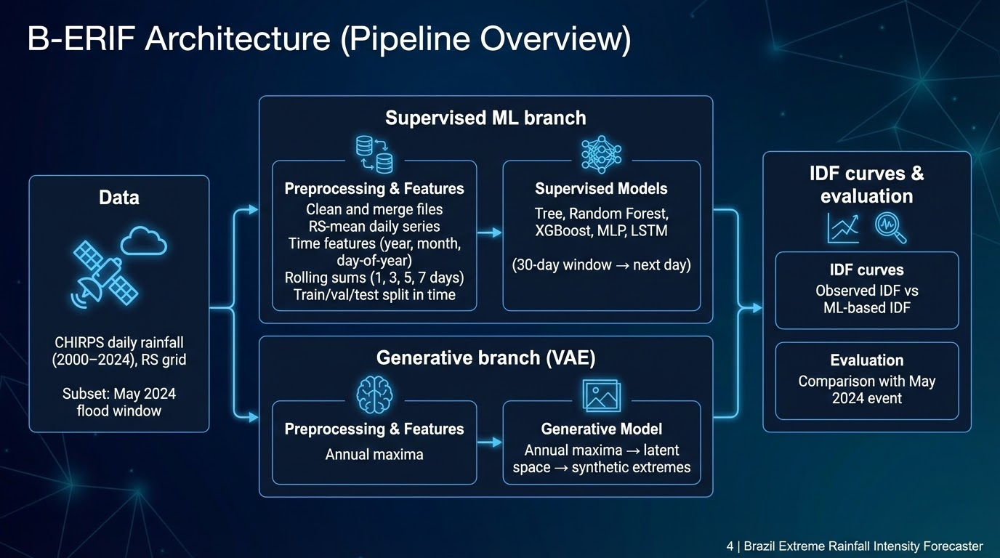 B-ERIF Architecture (Pipeline Overview)
Data
CHIRPS daily rainfall
(2000–2024), RS grid
Subset: May 2024
flood window
Supervised ML branch
Preprocessing & Features
Clean and merge files
RS-mean daily series
Time features (year, month,
day-of-year)
Rolling sums (1, 3, 5, 7 days)
Train/val/test split in time
Supervised Models
Tree, Random Forest,
XGBoost, MLP, LSTM
(30-day window → next day)
Generative branch (VAE)
Preprocessing & Features
Annual maxima
Generative Model
Annual maxima → latent
space → synthetic extremes
IDF curves &
evaluation
IDF curves
Observed IDF vs
ML-based IDF
Evaluation
Comparison with May
2024 event
4 | Brazil Extreme Rainfall Intensity Forecaster